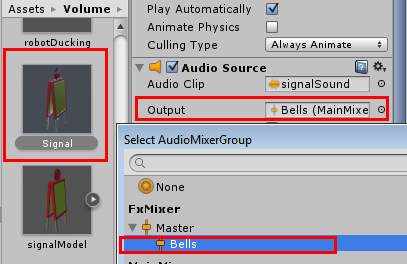 Assets ▸ Volume ▸
robotDucking
Signal
signalModel
Play Automatically
Animate Physics
Culling Type Always Animate
Audio Source
Audio Clip signalSound
Output Bells (MainMixe
Select AudioMixerGroup
None
FxMixer
Master
Bells